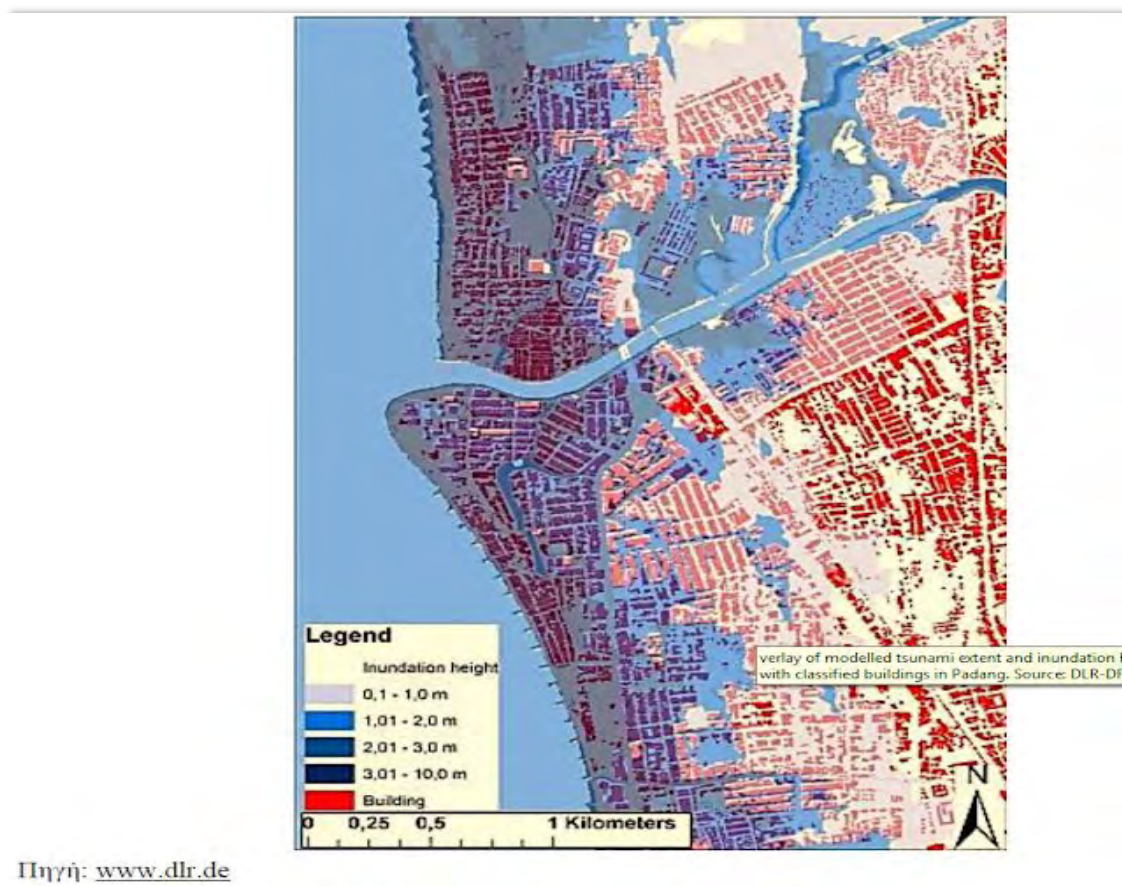 Legend
Inundation height
0,1 - 1,0 m
1,01 - 2,0 m
2,01 - 3,0 m
3,01 - 10,0 m
Building
0 0,25 0,5 1 Kilometers
N
verlay of modelled tsunami extent and inundation
with classified buildings in Padang. Source: DLR-DF
Πηγή: www.dlr.de